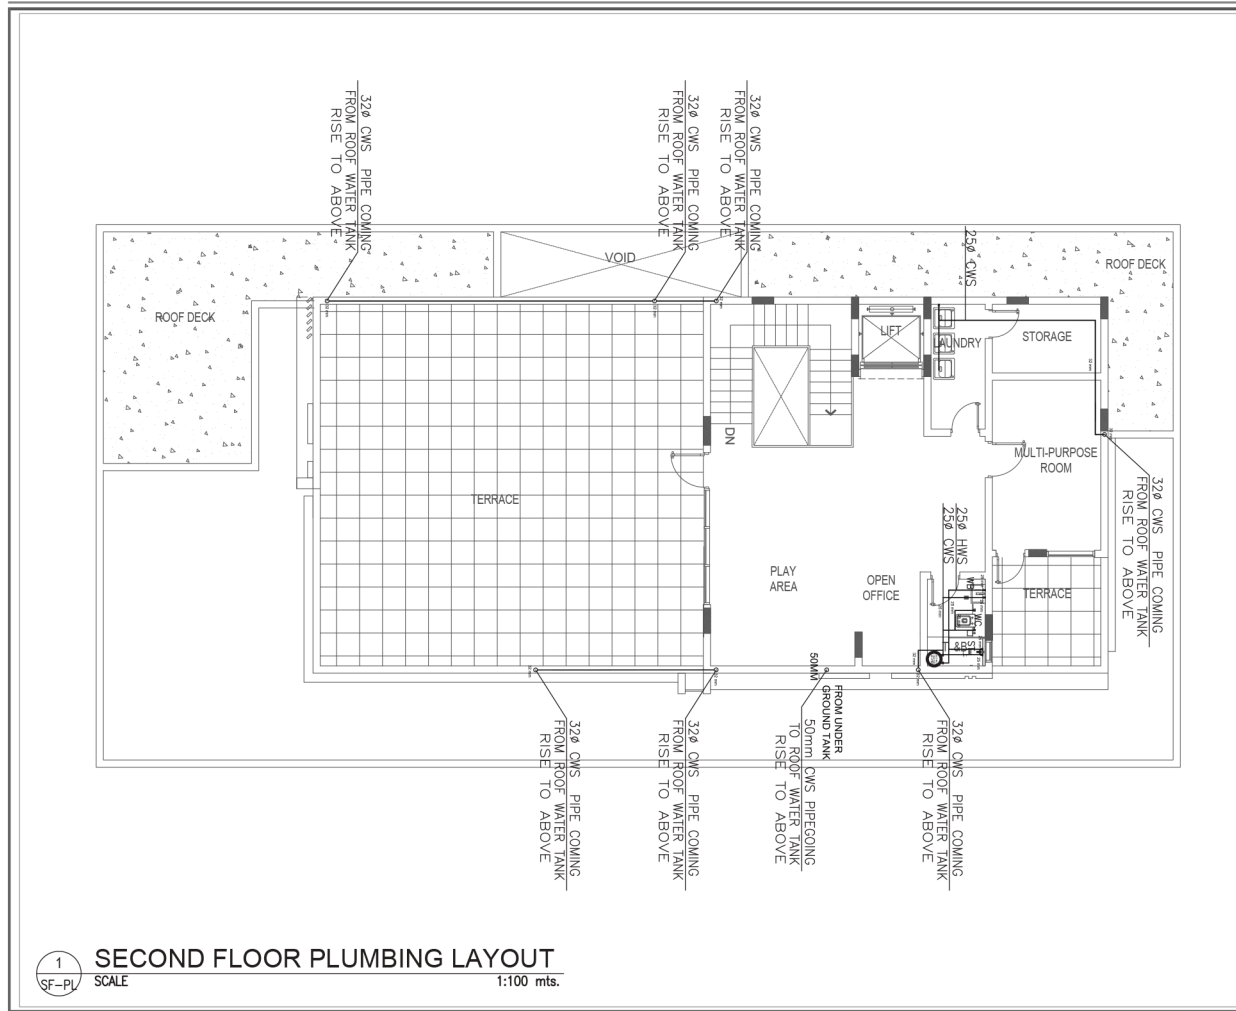 32ø CWS PIPE COMING
FROM ROOF WATER TANK
RISE TO ABOVE
32ø CWS PIPE COMING
FROM ROOF WATER TANK
RISE TO ABOVE
32ø CWS PIPE COMING
FROM ROOF WATER TANK
RISE TO ABOVE
VOID
25ø CWS
ROOF DECK
ROOF DECK
LIFT
LAUNDRY
STORAGE
DN
MULTI-PURPOSE
ROOM
TERRACE
32ø CWS PIPE COMING
FROM ROOF WATER TANK
RISE TO ABOVE
25ø HWS
25ø CWS
PLAY
AREA
OPEN
OFFICE
WB
WC
TERRACE
50MM
FROM UNDER
GROUND TANK
32ø CWS PIPE COMING
FROM ROOF WATER TANK
RISE TO ABOVE
32ø CWS PIPE COMING
FROM ROOF WATER TANK
RISE TO ABOVE
50mm CWS PIPEGOING
TO ROOF WATER TANK
RISE TO ABOVE
32ø CWS PIPE COMING
FROM ROOF WATER TANK
RISE TO ABOVE
1
SF-PL
SECOND FLOOR PLUMBING LAYOUT
SCALE 1:100 mts.